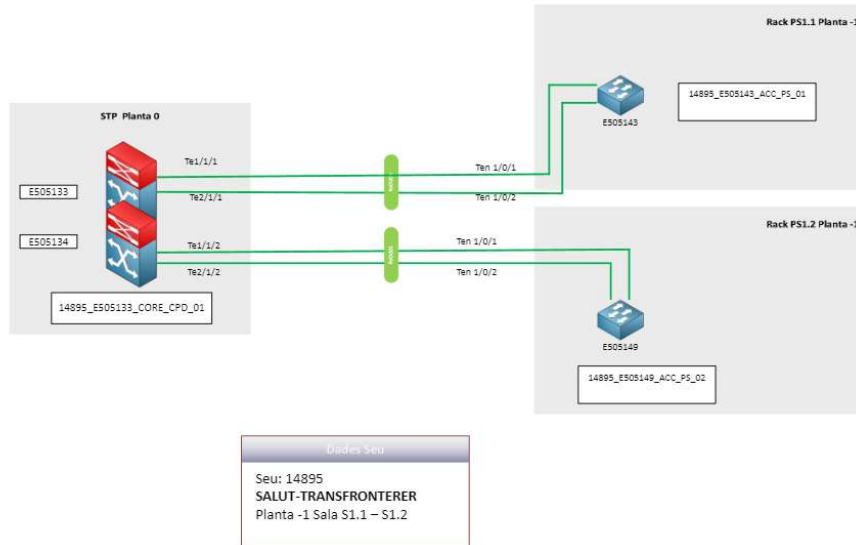 Rack PS1.1 Planta -1
14895_E505143_ACC_PS_01
E505143
STP Planta 0
Te1/1/1
Ten 1/0/1
E505133
Te2/1/1
Ten 1/0/2
Rack PS1.2 Planta -1
E505134
Te1/1/2
Ten 1/0/1
Te2/1/2
Ten 1/0/2
14895_E505133_CORE_CPD_01
E505149
14895_E505149_ACC_PS_02
Dades Seu
Seu: 14895
SALUT-TRANSFRONTERER
Planta -1 Sala S1.1 – S1.2